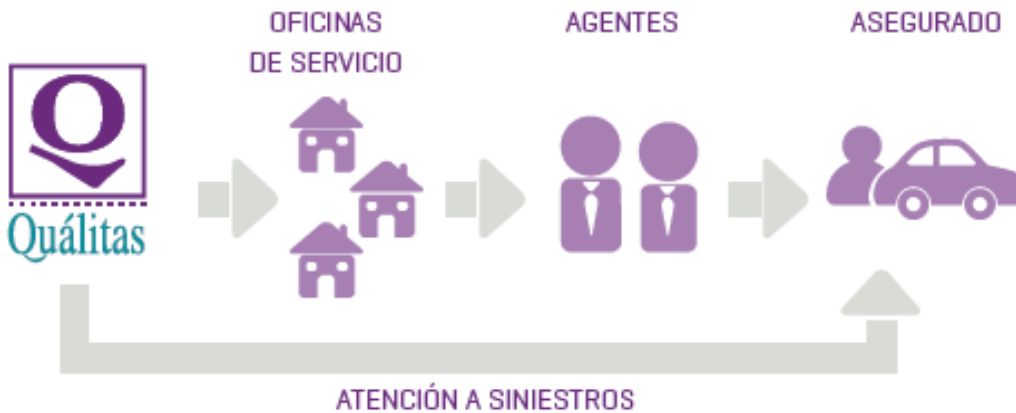 OFICINAS
DE SERVICIO
AGENTES
ASEGURADO
Q
Quálitas
ATENCIÓN A SINIESTROS